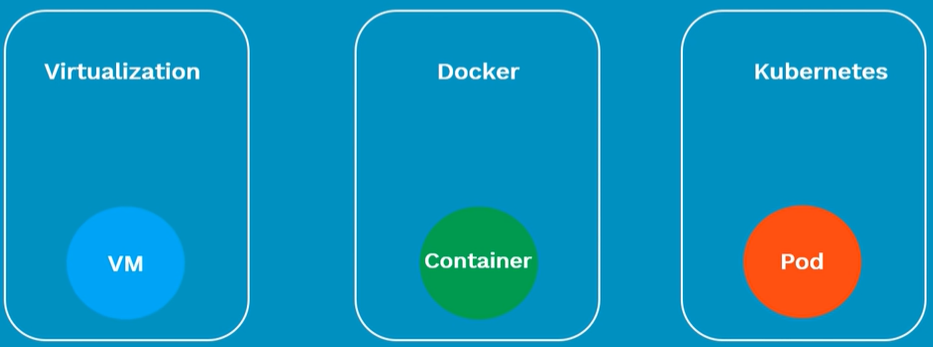 Virtualization
Docker
Kubernetes
VM
Container
Pod